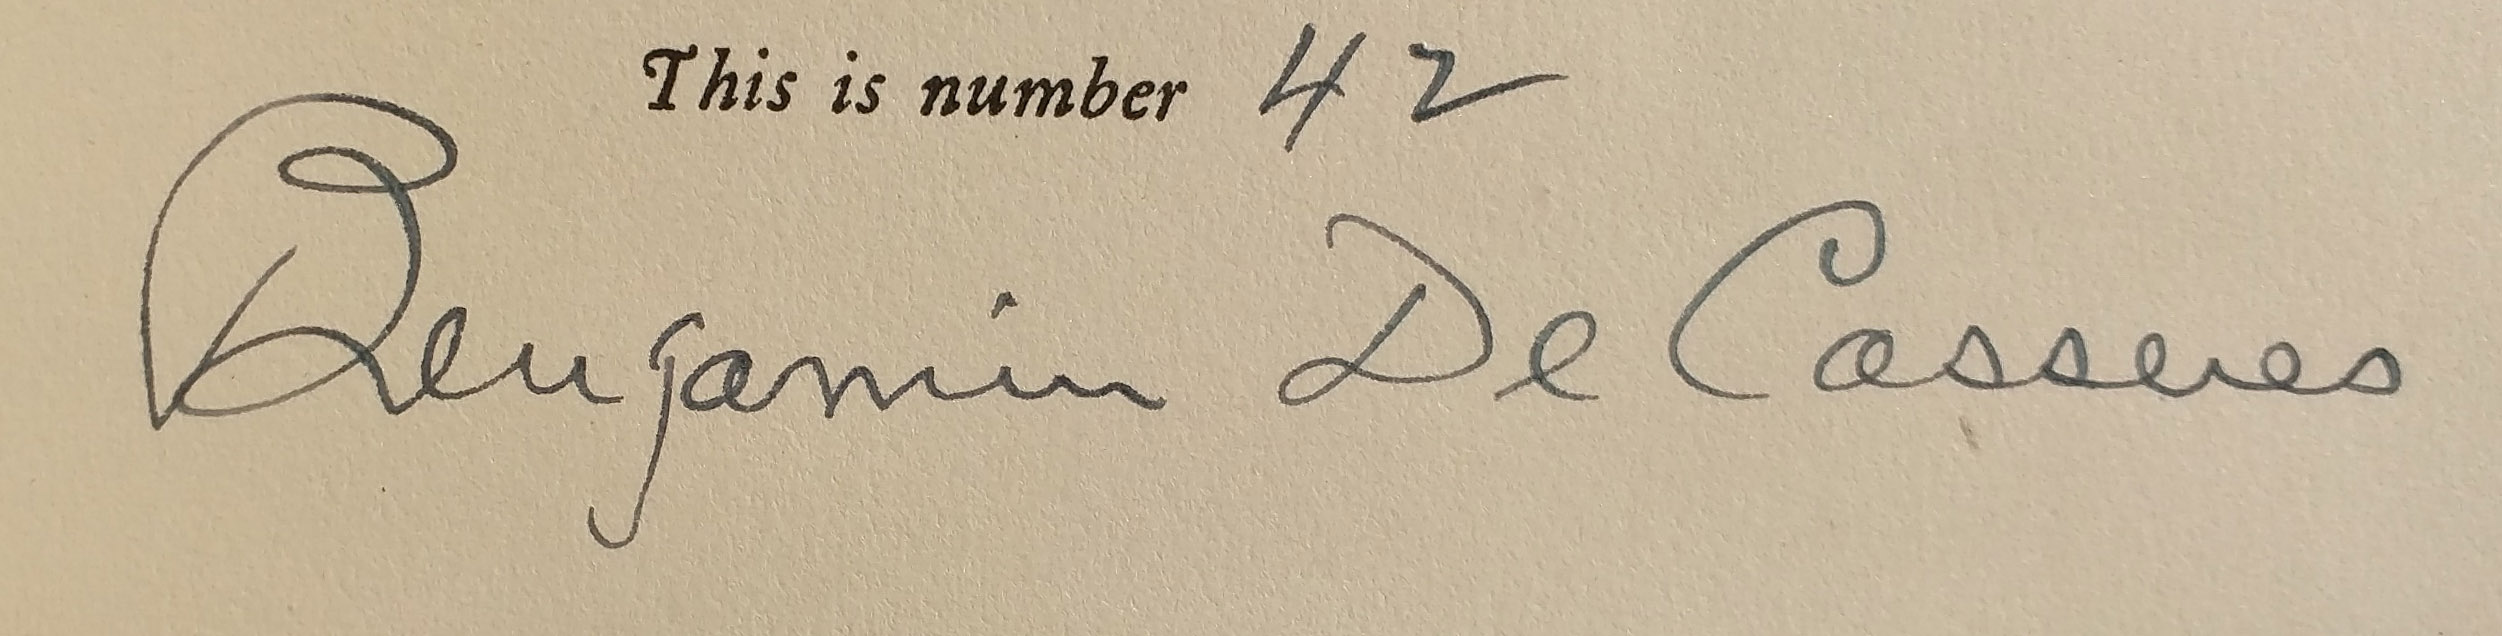 This is number 42
Benjamin De Casseres